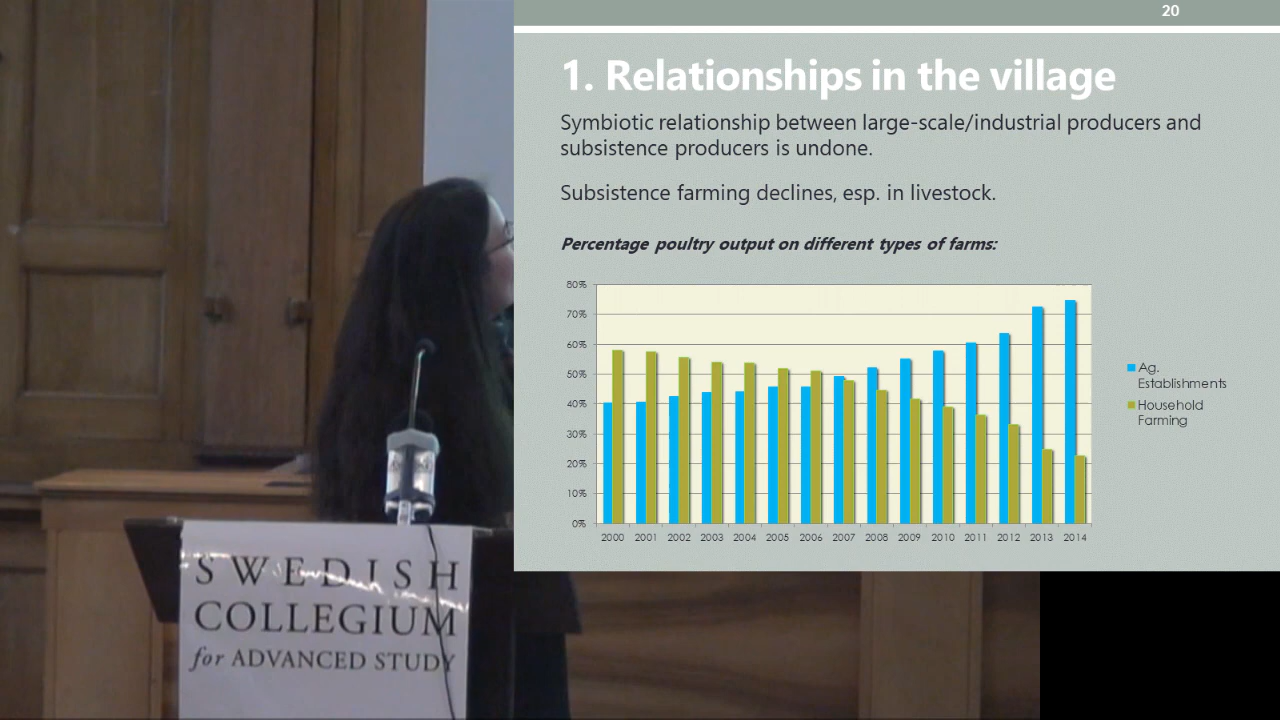 20
1. Relationships in the village
Symbiotic relationship between large-scale/industrial producers and
subsistence producers is undone.
Subsistence farming declines, esp. in livestock.
Percentage poultry output on different types of farms:
80%
70%
60%
50%
40%
30%
20%
10%
0%
2000 2001 2002 2003 2004 2005 2006 2007 2008 2009 2010 2011 2012 2013 2014
Ag.
Establishments
Household
Farming
SWEDISH
COLLEGIUM
for ADVANCED STUDY